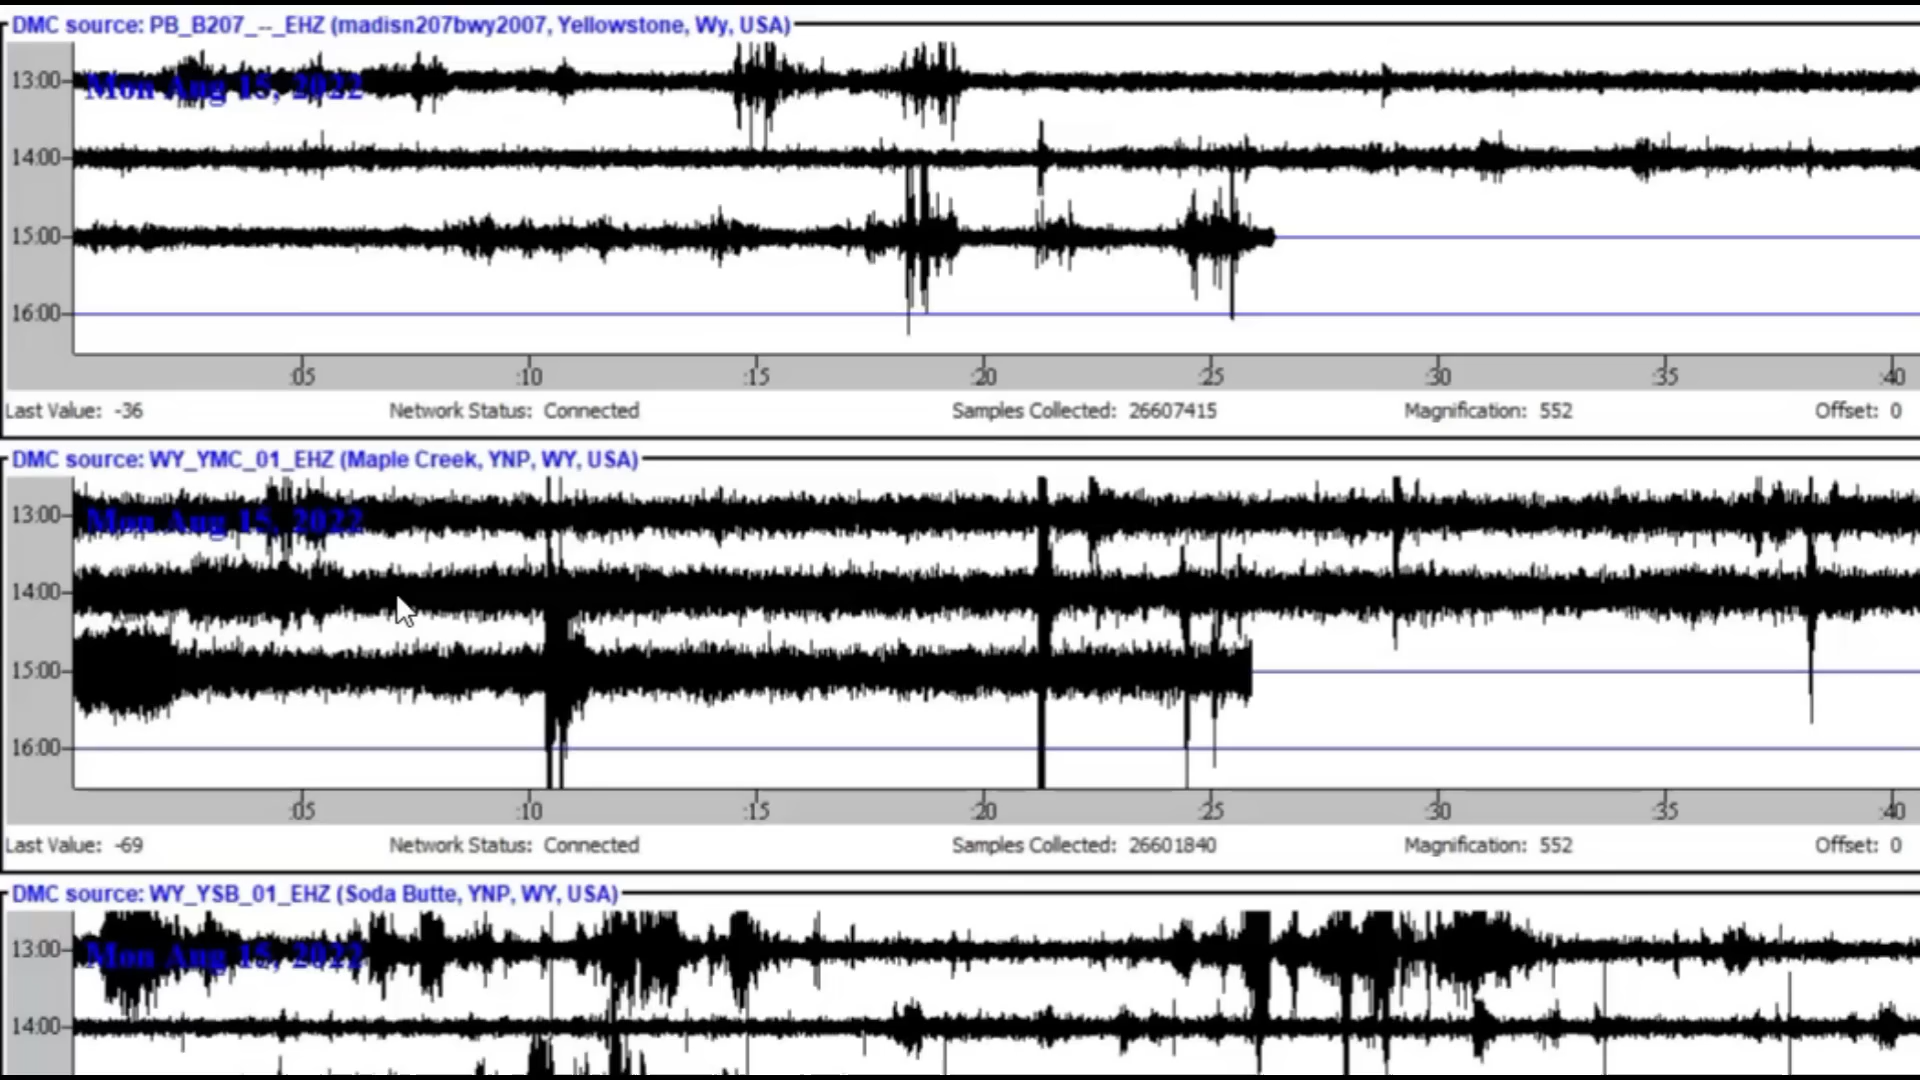 DMC source: PB_B207_--_EHZ (madisn207bwy2007, Yellowstone, Wy, USA)
13:00
Mon Aug 15, 2022
14:00
15:00
16:00
:05 :10 :15 :20 :25 :30 :35 :40
Last Value: -36 Network Status: Connected Samples Collected: 26607415 Magnification: 552 Offset: 0
DMC source: WY_YMC_01_EHZ (Maple Creek, YNP, WY, USA)
13:00
Mon Aug 15, 2022
14:00
15:00
16:00
:05 :10 :15 :20 :25 :30 :35 :40
Last Value: -69 Network Status: Connected Samples Collected: 26601840 Magnification: 552 Offset: 0
DMC source: WY_YSB_01_EHZ (Soda Butte, YNP, WY, USA)
13:00
Mon Aug 15, 2022
14:00